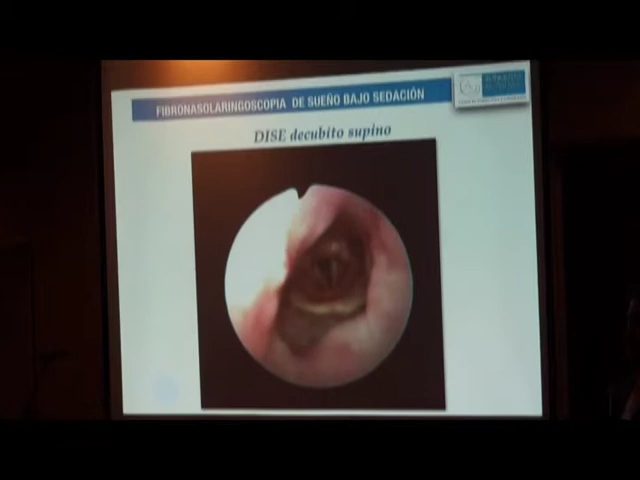 FIBRONASOLARINGOSCOPIA DE SUEÑO BAJO SEDACIÓN
DISE decubito supino